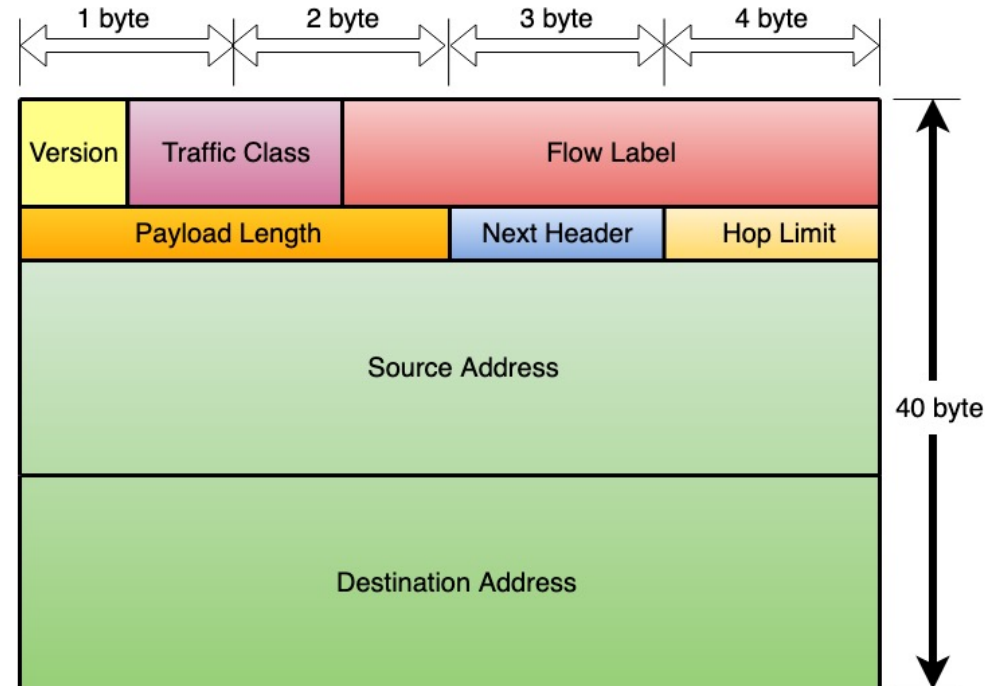 1 byte 2 byte 3 byte 4 byte
Version Traffic Class Flow Label
Payload Length Next Header Hop Limit
Source Address
40 byte
Destination Address